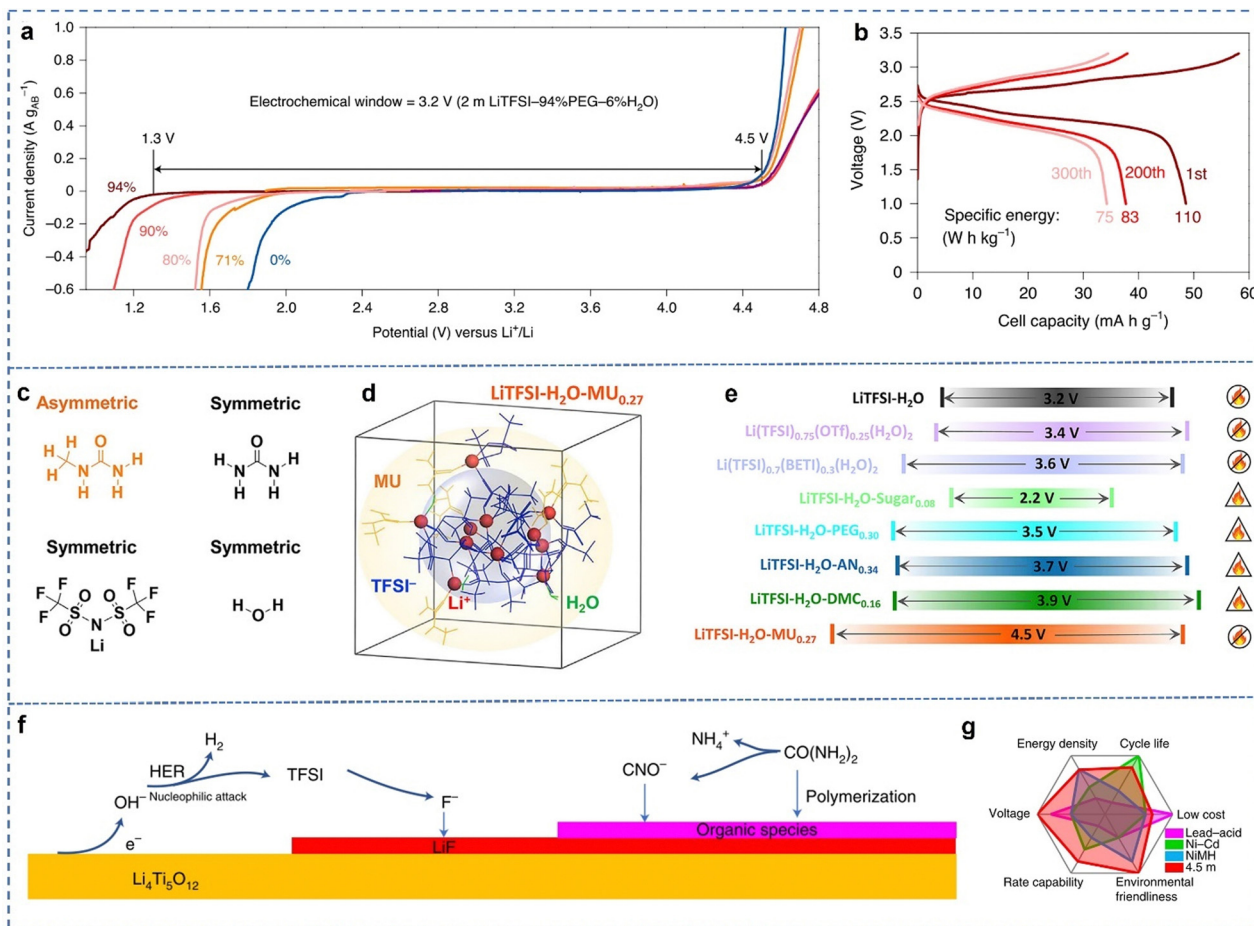 a
1.0
0.8
0.6
0.4
0.2
0
−0.2
−0.4
−0.6
Current density (A gAB⁻¹)
Electrochemical window = 3.2 V (2 m LiTFSI–94%PEG–6%H₂O)
1.3 V
4.5 V
94%
90%
80%
71%
0%
1.2 1.6 2.0 2.4 2.8 3.2 3.6 4.0 4.4 4.8
Potential (V) versus Li⁺/Li
b
3.5
3.0
2.5
2.0
1.5
1.0
0
Voltage (V)
300th 200th 1st
Specific energy:
(W h kg⁻¹)
75 83 110
0 10 20 30 40 50 60
Cell capacity (mA h g⁻¹)
c
Asymmetric
H O
H C N C N H
H H H
Symmetric
O
H N C N H
H H
Symmetric
F O O F
F S S F
F O N O F
Li
Symmetric
H O H
d
LiTFSI-H₂O-MU₀.₂₇
MU
TFSI⁻
Li⁺
H₂O
e
LiTFSI-H₂O 3.2 V
Li(TFSI)₀.₇₅(OTf)₀.₂₅(H₂O)₂ 3.4 V
Li(TFSI)₀.₇(BETI)₀.₃(H₂O)₂ 3.6 V
LiTFSI-H₂O-Sugar₀.₀₈ 2.2 V
LiTFSI-H₂O-PEG₀.₃₀ 3.5 V
LiTFSI-H₂O-AN₀.₃₄ 3.7 V
LiTFSI-H₂O-DMC₀.₁₆ 3.9 V
LiTFSI-H₂O-MU₀.₂₇ 4.5 V
f
H₂
HER
Nucleophilic attack
OH⁻
e⁻
TFSI
F⁻
LiF
NH₄⁺
CNO⁻
CO(NH₂)₂
Polymerization
Organic species
Li₄Ti₅O₁₂
g
Energy density
Cycle life
Voltage
Low cost
Rate capability
Environmental
friendliness
Lead–acid
Ni–Cd
NiMH
4.5 m